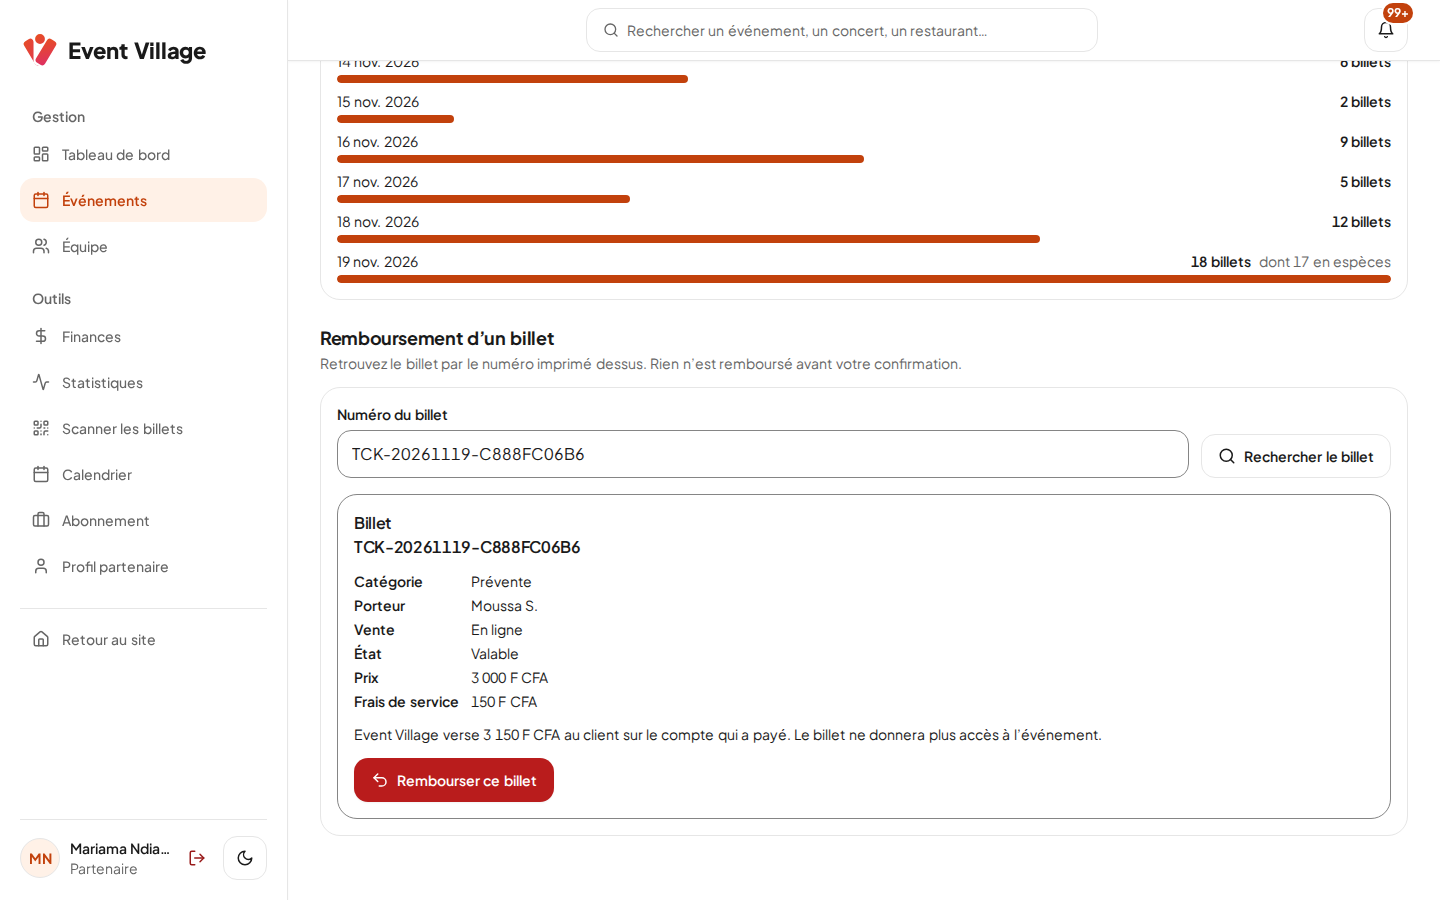 Event Village
Rechercher un événement, un concert, un restaurant...
99+
Gestion
Tableau de bord
Événements
Équipe
Outils
Finances
Statistiques
Scanner les billets
Calendrier
Abonnement
Profil partenaire
Retour au site
Mariama Ndia...
MN
Partenaire
14 nov. 2026 6 billets
15 nov. 2026 2 billets
16 nov. 2026 9 billets
17 nov. 2026 5 billets
18 nov. 2026 12 billets
19 nov. 2026 18 billets dont 17 en espèces
Remboursement d’un billet
Retrouvez le billet par le numéro imprimé dessus. Rien n’est remboursé avant votre confirmation.
Numéro du billet
TCK-20261119-C888FC06B6
Rechercher le billet
Billet
TCK-20261119-C888FC06B6
Catégorie Prévente
Porteur Moussa S.
Vente En ligne
État Valable
Prix 3 000 F CFA
Frais de service 150 F CFA
Event Village verse 3 150 F CFA au client sur le compte qui a payé. Le billet ne donnera plus accès à l’événement.
Rembourser ce billet